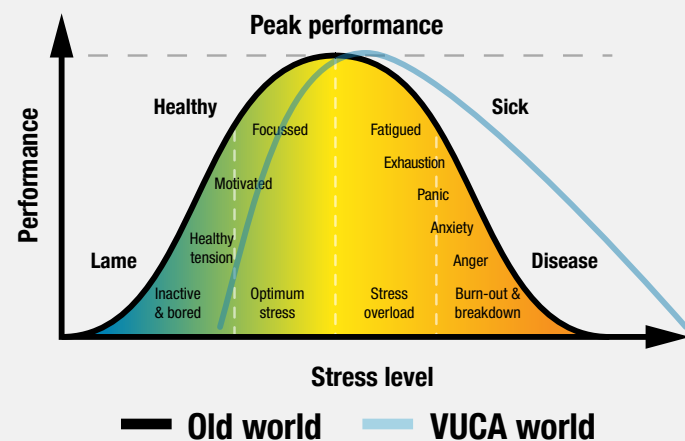 Peak performance
Healthy
Sick
Focussed
Fatigued
Exhaustion
Motivated
Panic
Performance
Healthy
tension
Anxiety
Lame
Anger
Disease
Inactive
& bored
Optimum
stress
Stress
overload
Burn-out &
breakdown
Stress level
Old world
VUCA world